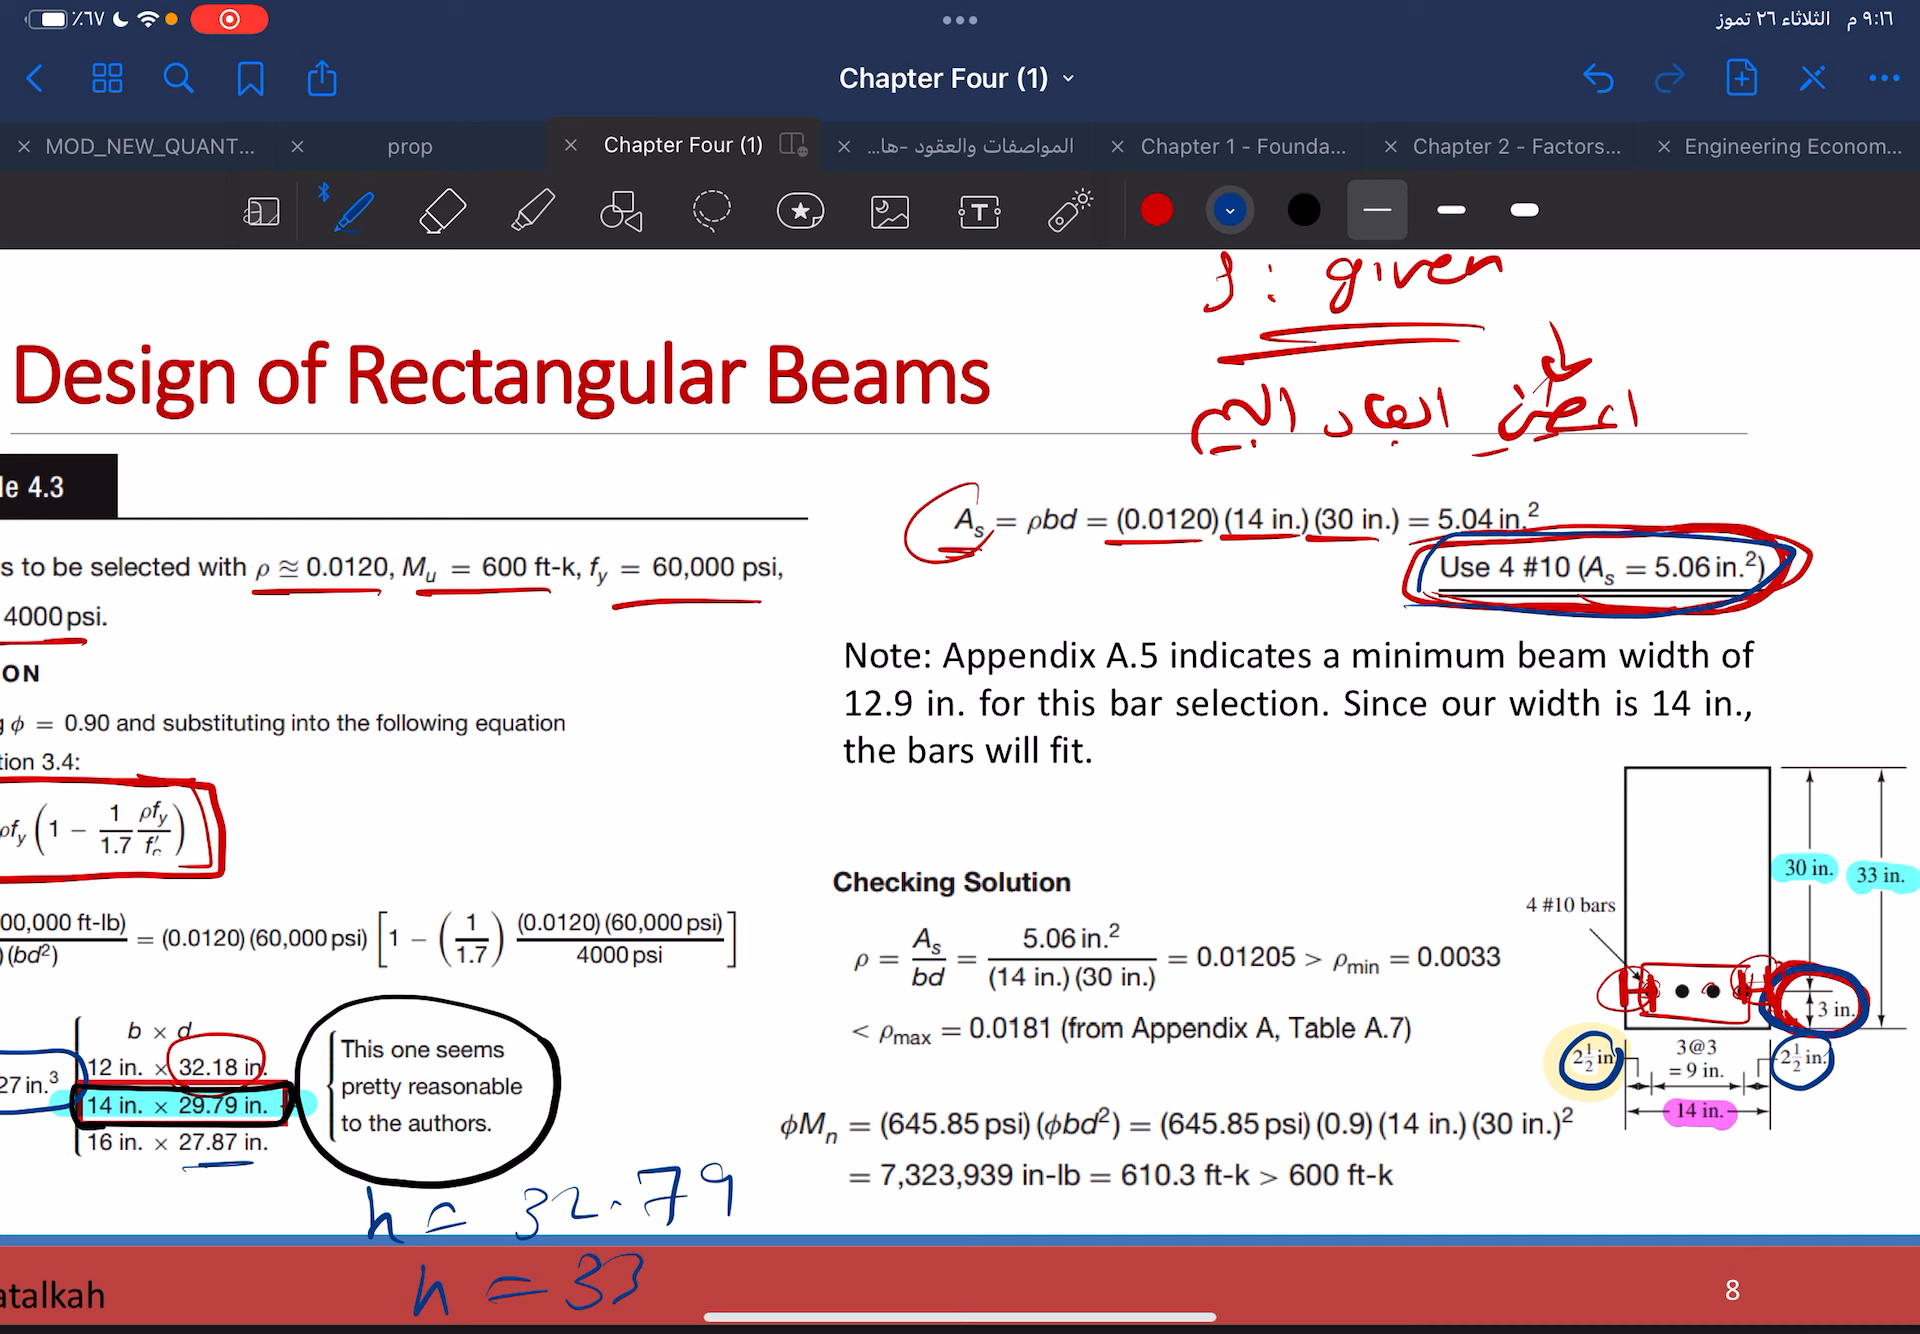 ٪٦٧
٩:١٦ م الثلاثاء ٢٦ تموز
Chapter Four (1)
MOD_NEW_QUANT...
prop
Chapter Four (1)
المواصفات والعقود -ها...
Chapter 1 - Founda...
Chapter 2 - Factors...
Engineering Econom...
: given
Design of Rectangular Beams
le 4.3
s to be selected with ρ ≅ 0.0120, Mu = 600 ft-k, fy = 60,000 psi,
4000 psi.
ON
g ϕ = 0.90 and substituting into the following equation
tion 3.4:
ρfy (1 − 1/1.7 ρfy/f′c)
00,000 ft-lb)/(bd²) = (0.0120)(60,000 psi) [1 − (1/1.7) (0.0120)(60,000 psi)/4000 psi]
b × d
12 in. × 32.18 in.
27 in.³
14 in. × 29.79 in.
16 in. × 27.87 in.
This one seems
pretty reasonable
to the authors.
h = 32.79
h = 33
As = ρbd = (0.0120)(14 in.)(30 in.) = 5.04 in.²
Use 4 #10 (As = 5.06 in.²)
Note: Appendix A.5 indicates a minimum beam width of
12.9 in. for this bar selection. Since our width is 14 in.,
the bars will fit.
Checking Solution
ρ = As/bd = 5.06 in.²/(14 in.)(30 in.) = 0.01205 > ρmin = 0.0033
< ρmax = 0.0181 (from Appendix A, Table A.7)
ϕMn = (645.85 psi)(ϕbd²) = (645.85 psi)(0.9)(14 in.)(30 in.)²
= 7,323,939 in-lb = 610.3 ft-k > 600 ft-k
30 in.
33 in.
4 #10 bars
3 in.
2½ in.
3@3
= 9 in.
2½ in.
14 in.
atalkah
8